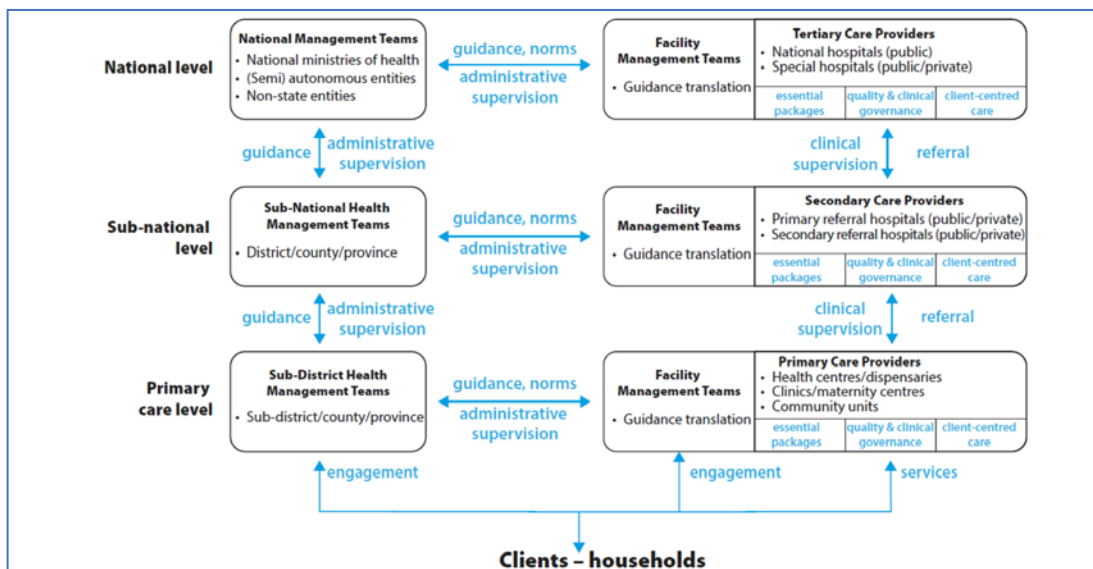 National level
National Management Teams
• National ministries of health
• (Semi) autonomous entities
• Non-state entities
guidance, norms
administrative
supervision
Facility
Management Teams
• Guidance translation
Tertiary Care Providers
• National hospitals (public)
• Special hospitals (public/private)
essential
packages
quality & clinical
governance
client-centred
care
guidance
administrative
supervision
clinical
supervision
referral
Sub-national
level
Sub-National Health
Management Teams
• District/county/province
guidance, norms
administrative
supervision
Facility
Management Teams
• Guidance translation
Secondary Care Providers
• Primary referral hospitals (public/private)
• Secondary referral hospitals (public/private)
essential
packages
quality & clinical
governance
client-centred
care
guidance
administrative
supervision
clinical
supervision
referral
Primary
care level
Sub-District Health
Management Teams
• Sub-district/county/province
guidance, norms
administrative
supervision
Facility
Management Teams
• Guidance translation
Primary Care Providers
• Health centres/dispensaries
• Clinics/maternity centres
• Community units
essential
packages
quality & clinical
governance
client-centred
care
engagement
engagement
services
Clients – households